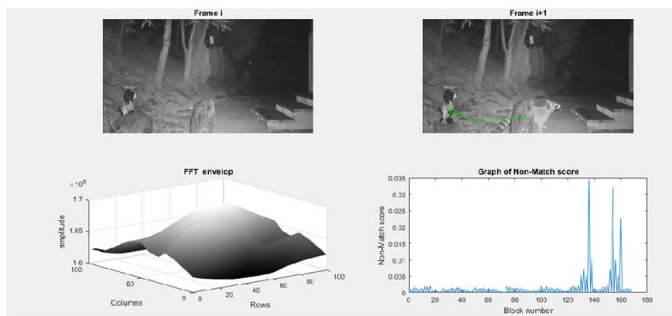 Frame i
Frame i+1
FFT envelop
×10⁸
1.7
1.65
1.6
amplitude
100
50
0
Columns
0
20
40
60
80
100
Rows
Graph of Non-Match score
0.035
0.03
0.025
0.02
0.015
0.01
0.005
0
Non-Match score
0 20 40 60 80 100 120 140 160 180
Block number